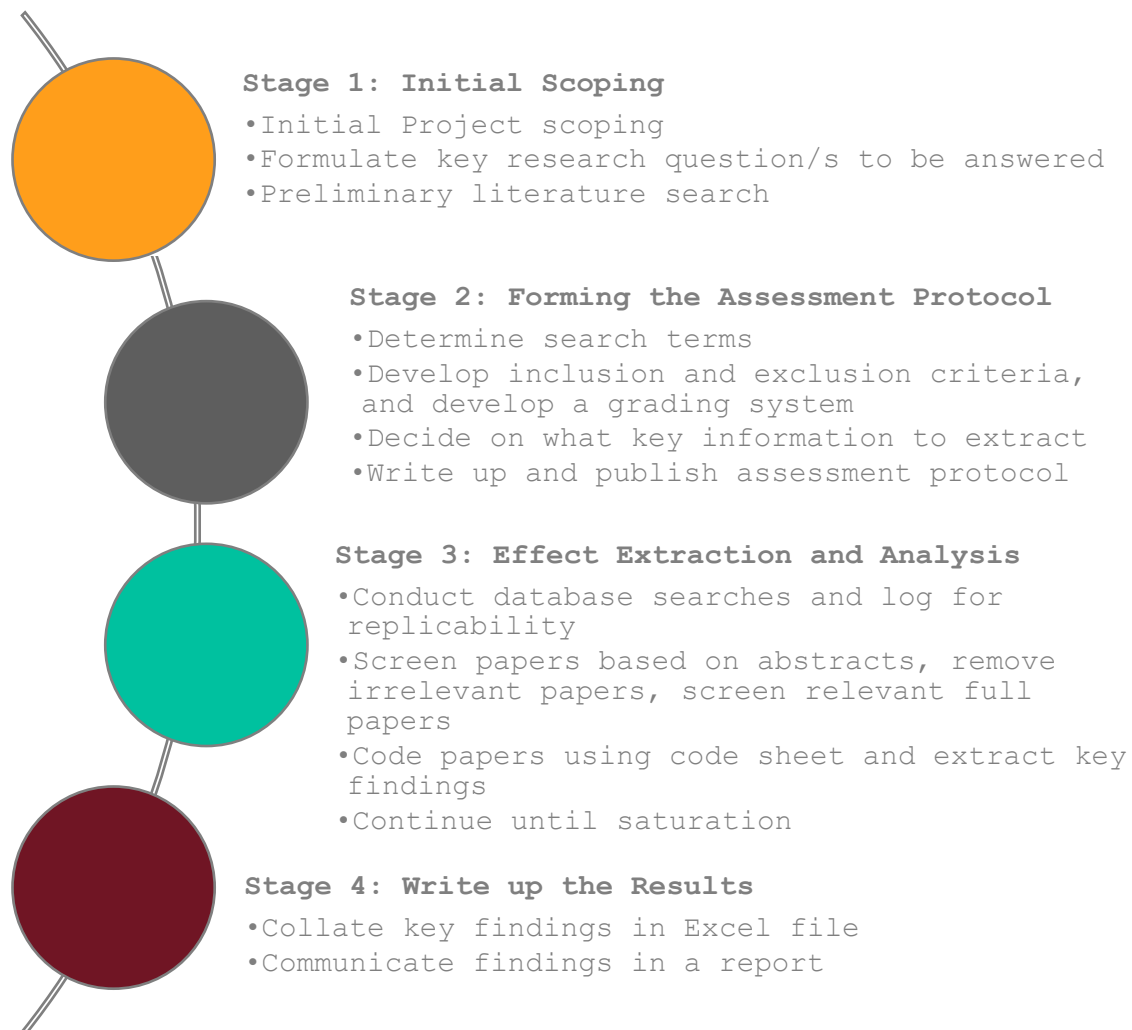 Stage 1: Initial Scoping
•Initial Project scoping
•Formulate key research question/s to be answered
•Preliminary literature search
Stage 2: Forming the Assessment Protocol
•Determine search terms
•Develop inclusion and exclusion criteria,
and develop a grading system
•Decide on what key information to extract
•Write up and publish assessment protocol
Stage 3: Effect Extraction and Analysis
•Conduct database searches and log for
replicability
•Screen papers based on abstracts, remove
irrelevant papers, screen relevant full
papers
•Code papers using code sheet and extract key
findings
•Continue until saturation
Stage 4: Write up the Results
•Collate key findings in Excel file
•Communicate findings in a report